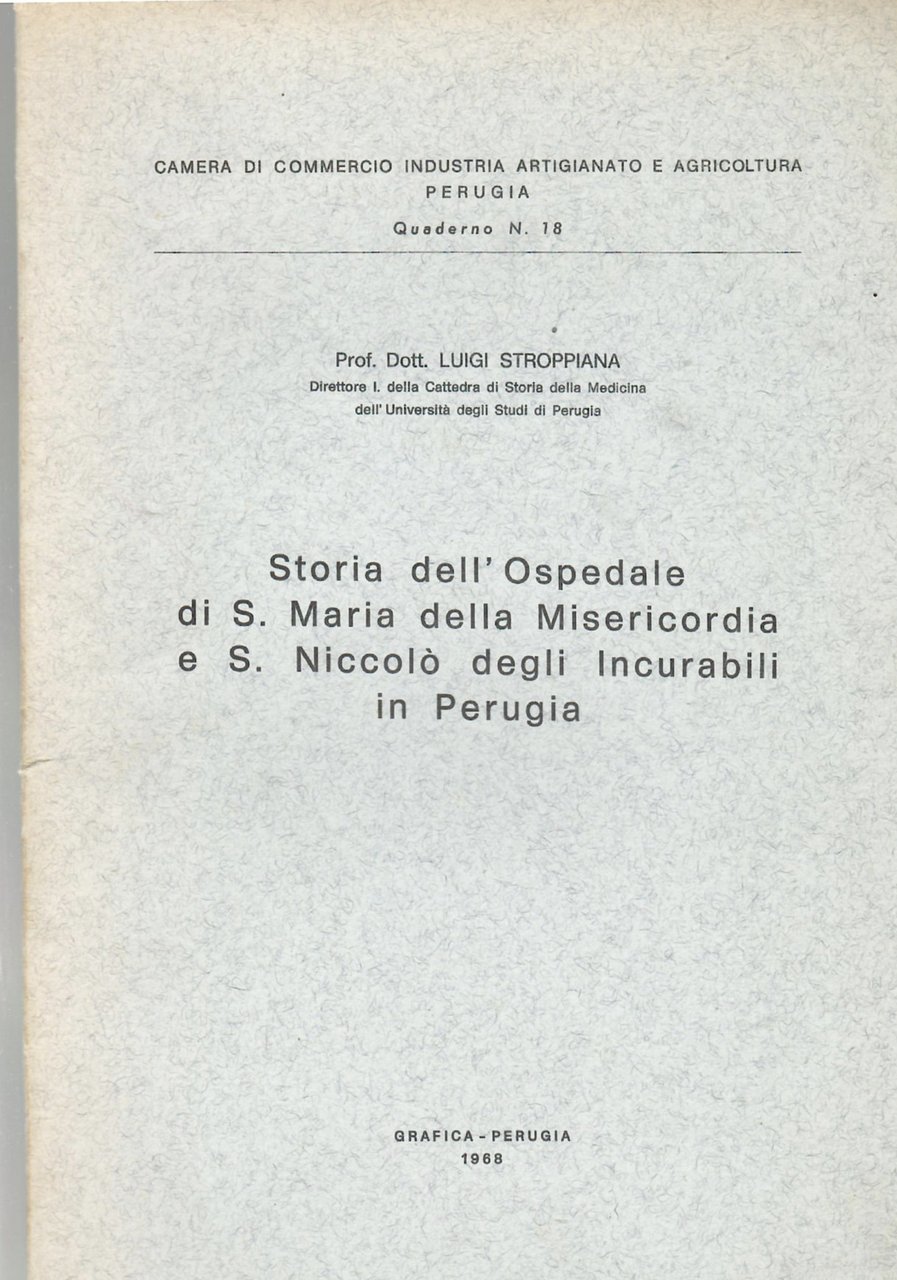 CAMERA DI COMMERCIO INDUSTRIA ARTIGIANATO E AGRICOLTURA
PERUGIA
Quaderno N. 18
Prof. Dott. LUIGI STROPPIANA
Direttore I. della Cattedra di Storia della Medicina
dell'Università degli Studi di Perugia
Storia dell'Ospedale
di S. Maria della Misericordia
e S. Niccolò degli Incurabili
in Perugia
GRAFICA - PERUGIA
1968